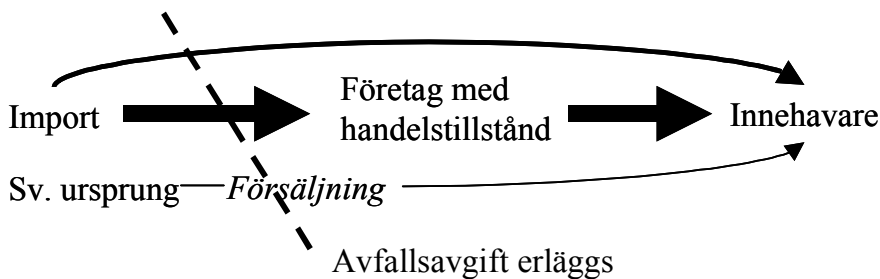 Import
Företag med
handelstillstånd
Innehavare
Sv. ursprung
Försäljning
Avfallsavgift erläggs